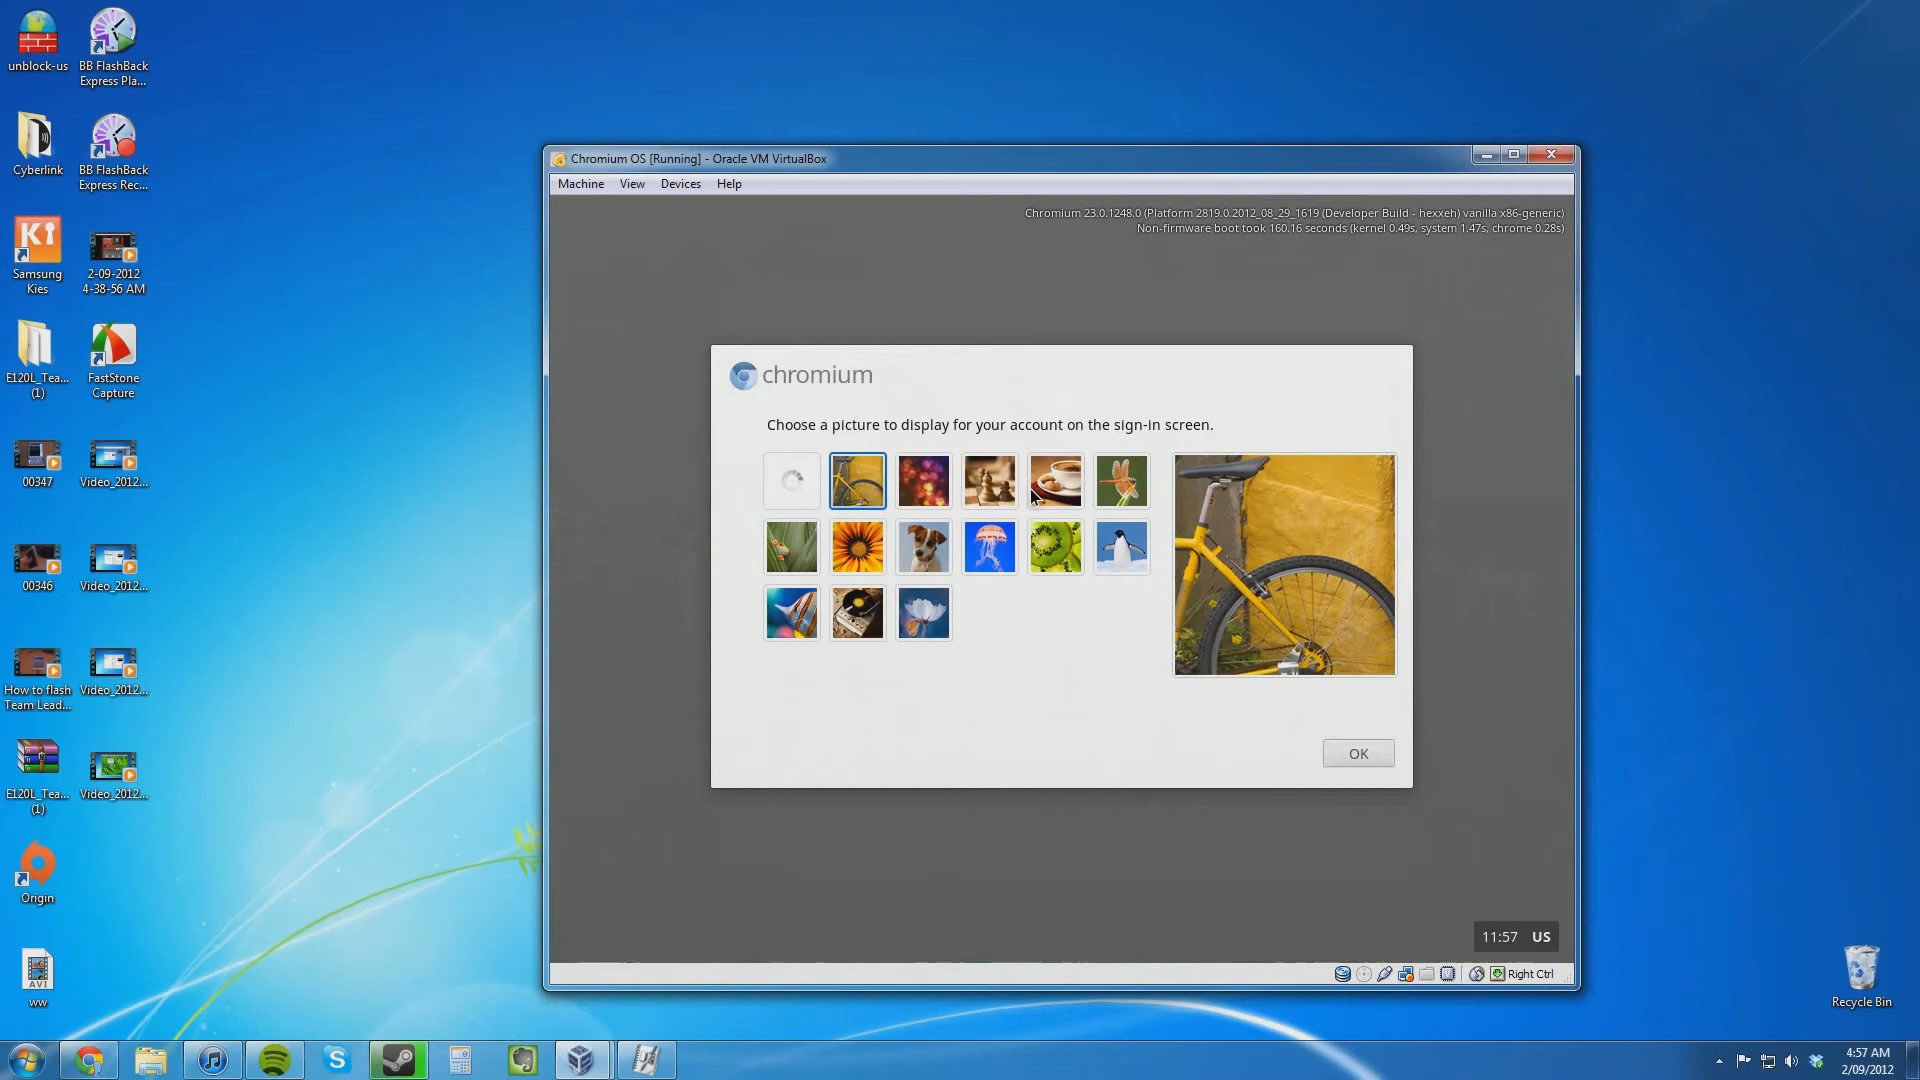 unblock-us
BB FlashBack
Express Pla...
Cyberlink
BB FlashBack
Express Rec...
Samsung
Kies
2-09-2012
4-38-56 AM
E120L_Tea...
(1)
FastStone
Capture
00347
Video_2012...
00346
Video_2012...
How to flash
Team Lead...
Video_2012...
E120L_Tea...
(1)
Video_2012...
Origin
AVI
ww
Chromium OS [Running] - Oracle VM VirtualBox
Machine View Devices Help
Chromium 23.0.1248.0 (Platform 2819.0.2012_08_29_1619 (Developer Build - hexxeh) vanilla x86-generic)
Non-firmware boot took 160.16 seconds (kernel 0.49s, system 1.47s, chrome 0.28s)
chromium
Choose a picture to display for your account on the sign-in screen.
OK
11:57 US
Right Ctrl
Recycle Bin
4:57 AM
2/09/2012